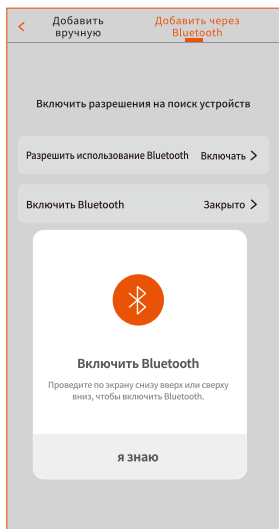 Добавить
вручную
Добавить через
Bluetooth
Включить разрешения на поиск устройств
Разрешить использование Bluetooth Включать
Включить Bluetooth Закрыто
Включить Bluetooth
Проведите по экрану снизу вверх или сверху
вниз, чтобы включить Bluetooth.
я знаю